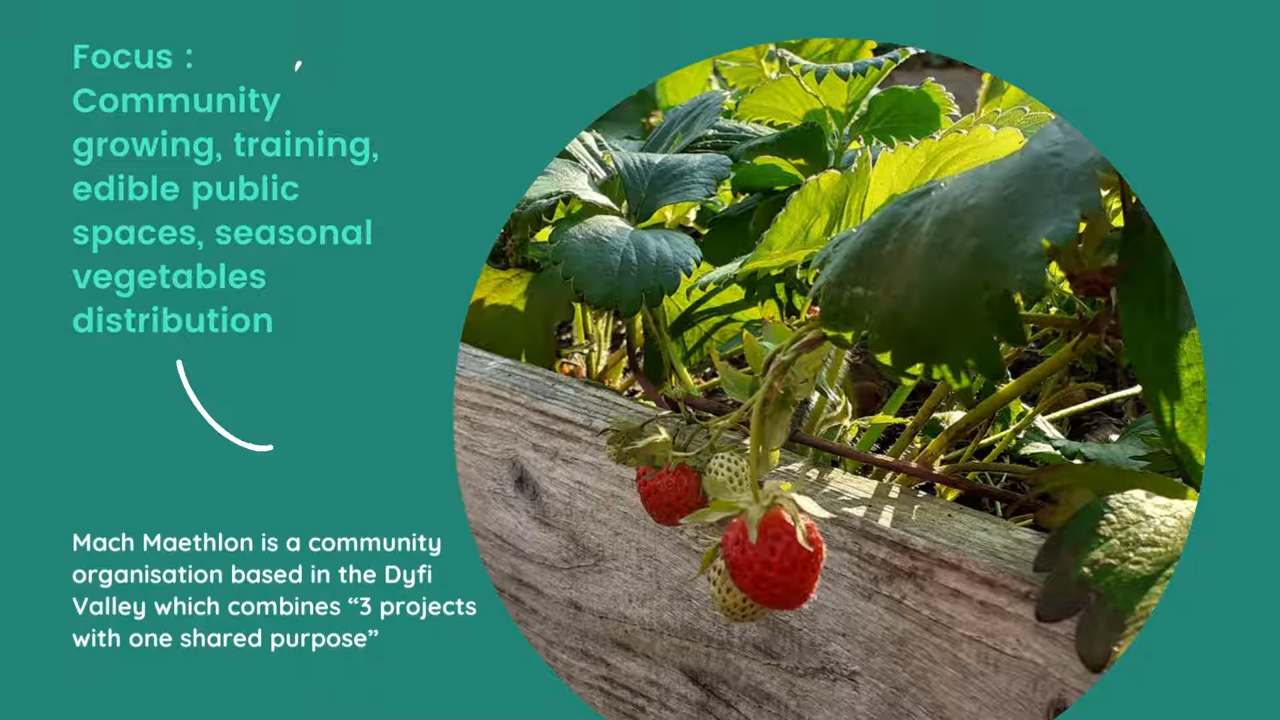 Focus :
Community
growing, training,
edible public
spaces, seasonal
vegetables
distribution
Mach Maethlon is a community
organisation based in the Dyfi
Valley which combines “3 projects
with one shared purpose”